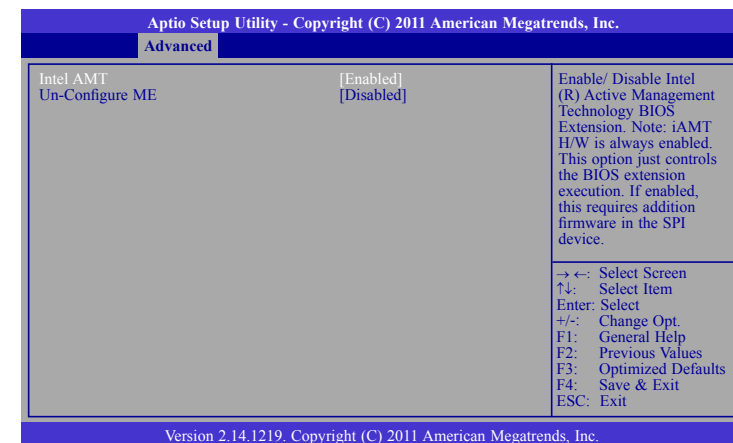 Aptio Setup Utility - Copyright (C) 2011 American Megatrends, Inc.
Advanced
Intel AMT [Enabled]
Un-Configure ME [Disabled]
Enable/ Disable Intel
(R) Active Management
Technology BIOS
Extension. Note: iAMT
H/W is always enabled.
This option just controls
the BIOS extension
execution. If enabled,
this requires addition
firmware in the SPI
device.
→ ←: Select Screen
↑↓: Select Item
Enter: Select
+/-: Change Opt.
F1: General Help
F2: Previous Values
F3: Optimized Defaults
F4: Save & Exit
ESC: Exit
Version 2.14.1219. Copyright (C) 2011 American Megatrends, Inc.